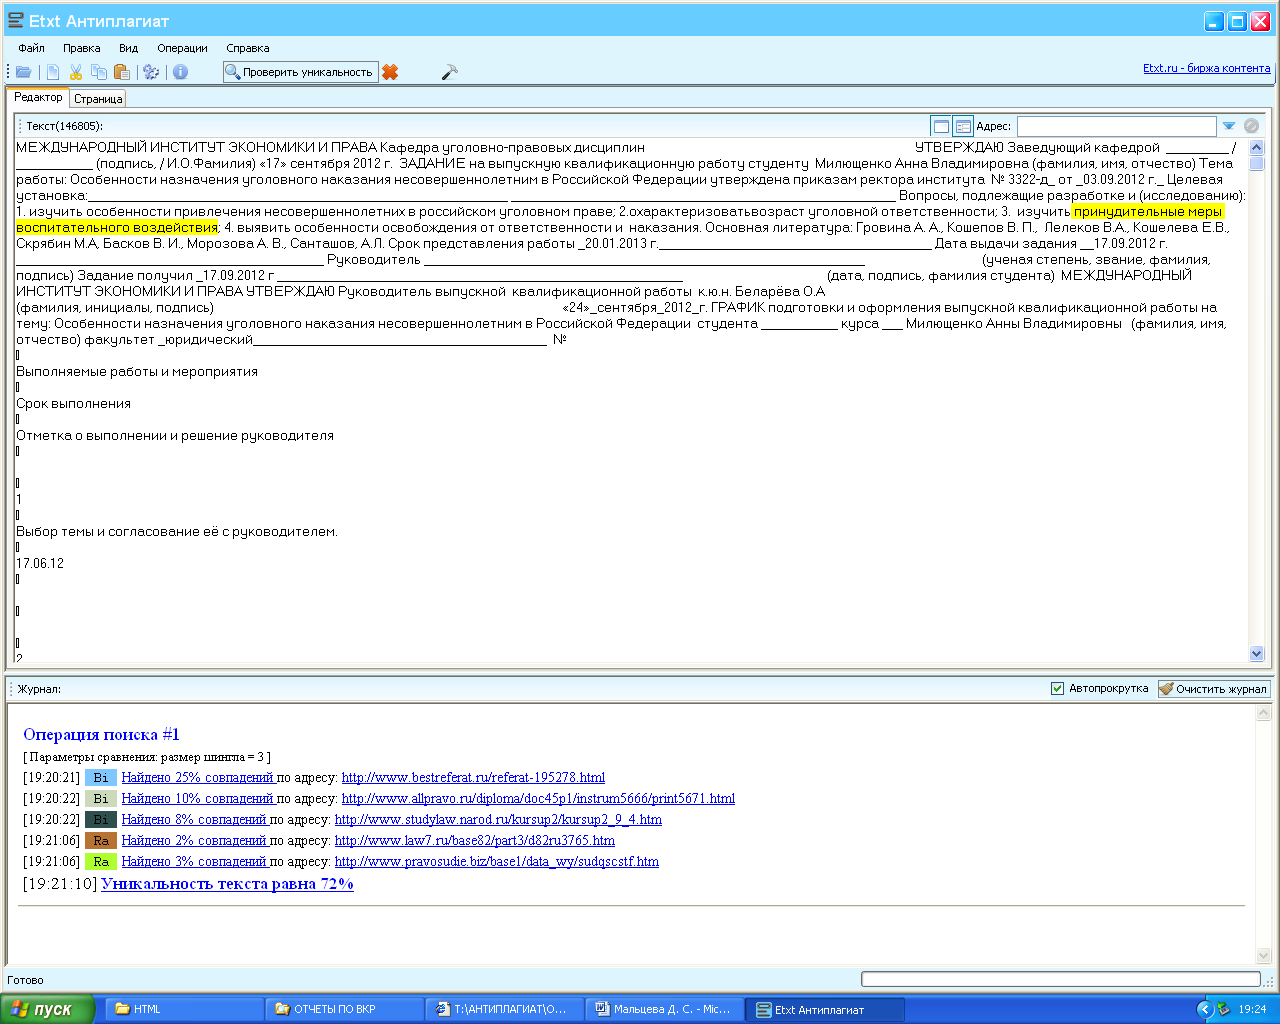 Etxt Антиплагиат
Файл Правка Вид Операции Справка
Проверить уникальность
Etxt.ru - биржа контента
Редактор Страница
Текст(146805): Адрес:
МЕЖДУНАРОДНЫЙ ИНСТИТУТ ЭКОНОМИКИ И ПРАВА Кафедра уголовно-правовых дисциплин УТВЕРЖДАЮ Заведующий кафедрой __________ /
____________ (подпись, / И.О.Фамилия) «17» сентября 2012 г. ЗАДАНИЕ на выпускную квалификационную работу студенту Милющенко Анна Владимировна (фамилия, имя, отчество) Тема
работы: Особенности назначения уголовного наказания несовершеннолетним в Российской Федерации утверждена приказам ректора института № 3322-д_ от _03.09.2012 г._ Целевая
установка:____________________ ____________________ Вопросы, подлежащие разработке и (исследованию):
1. изучить особенности привлечения несовершеннолетних в российском уголовном праве; 2.охарактеризоватьвозраст уголовной ответственности; 3. изучить принудительные меры
воспитательного воздействия; 4. выявить особенности освобождения от ответственности и наказания. Основная литература: Гровина А. А., Кошепов В. П., Лелеков В.А., Кошелева Е.В.,
Скрябин М.А, Басков В. И., Морозова А. В., Санташов, А.Л. Срок представления работы _20.01.2013 г.____________________ Дата выдачи задания __17.09.2012 г.
____________________ Руководитель ____________________ (ученая степень, звание, фамилия,
подпись) Задание получил _17.09.2012 г ____________________ (дата, подпись, фамилия студента) МЕЖДУНАРОДНЫЙ
ИНСТИТУТ ЭКОНОМИКИ И ПРАВА УТВЕРЖДАЮ Руководитель выпускной квалификационной работы к.ю.н. Беларёва О.А
(фамилия, инициалы, подпись) «24»_сентября_2012_г. ГРАФИК подготовки и оформления выпускной квалификационной работы на
тему: Особенности назначения уголовного наказания несовершеннолетним в Российской Федерации студента ____________ курса ___ Милющенко Анны Владимировны (фамилия, имя,
отчество) факультет _юридический____________________ №
Выполняемые работы и мероприятия
Срок выполнения
Отметка о выполнении и решение руководителя
1
Выбор темы и согласование её с руководителем.
17.06.12
2
Журнал: Автопрокрутка Очистить журнал
Операция поиска #1
[ Параметры сравнения: размер шингла = 3 ]
[19:20:21] Bi Найдено 25% совпадений по адресу: http://www.bestreferat.ru/referat-195278.html
[19:20:22] Bi Найдено 10% совпадений по адресу: http://www.allpravo.ru/diploma/doc45p1/instrum5666/print5671.html
[19:20:22] Bi Найдено 8% совпадений по адресу: http://www.studylaw.narod.ru/kursup2/kursup2_9_4.htm
[19:21:06] Ra Найдено 2% совпадений по адресу: http://www.law7.ru/base82/part3/d82ru3765.htm
[19:21:06] Ra Найдено 3% совпадений по адресу: http://www.pravosudie.biz/base1/data_wy/sudqscstf.htm
[19:21:10] Уникальность текста равна 72%
Готово
пуск HTML ОТЧЕТЫ ПО ВКР T:\АНТИПЛАГИАТ\О... Мальцева Д. С. - Mic... Etxt Антиплагиат 19:24